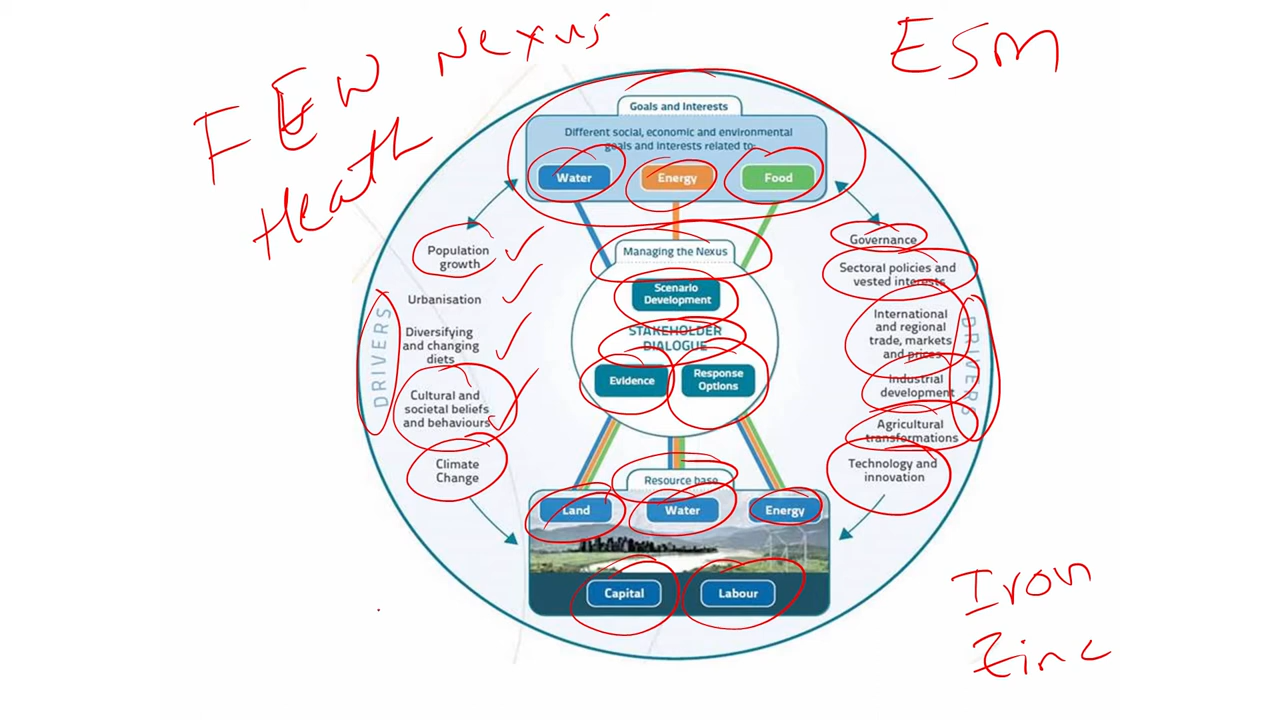 FEW Nexus
Heath
ESM
Goals and Interests
Different social, economic and environmental
goals and interests related to:
Water
Energy
Food
Managing the Nexus
Scenario
Development
STAKEHOLDER
DIALOGUE
Evidence
Response
Options
DRIVERS
Population
growth
Urbanisation
Diversifying
and changing
diets
Cultural and
societal beliefs
and behaviours
Climate
Change
Governance
Sectoral policies and
vested interests
International
and regional
trade, markets
and prices
Industrial
development
Agricultural
transformations
Technology and
innovation
DRIVERS
Resource base
Land
Water
Energy
Capital
Labour
Iron
Zinc